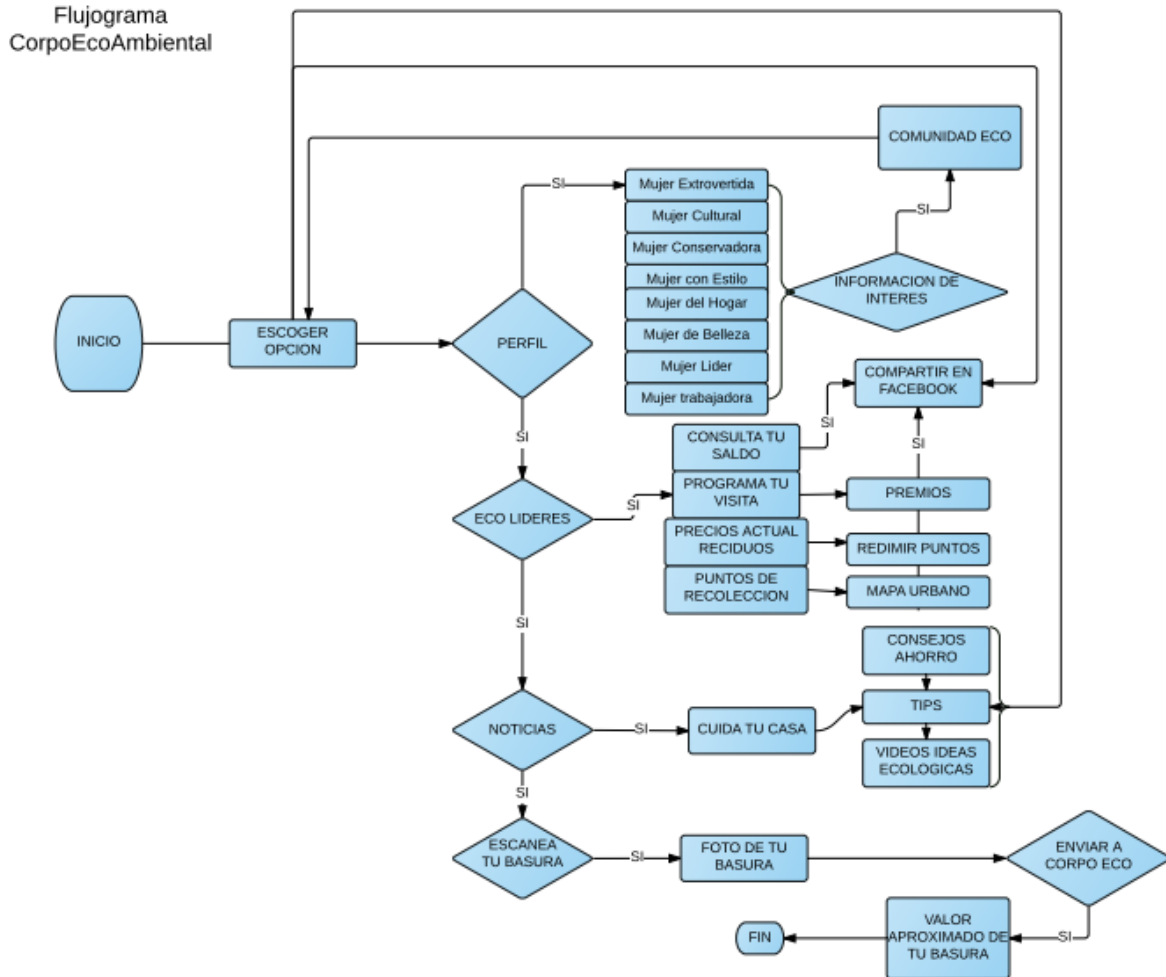 Flujograma
CorpoEcoAmbiental
COMUNIDAD ECO
SI
Mujer Extrovertida
SI
Mujer Cultural
Mujer Conservadora
Mujer con Estilo
INFORMACION DE
INTERES
Mujer del Hogar
INICIO
ESCOGER
OPCION
PERFIL
Mujer de Belleza
Mujer Lider
Mujer trabajadora
COMPARTIR EN
FACEBOOK
SI
SI
CONSULTA TU
SALDO
SI
ECO LIDERES
SI
PROGRAMA TU
VISITA
PREMIOS
PRECIOS ACTUAL
RECIDUOS
REDIMIR PUNTOS
PUNTOS DE
RECOLECCION
MAPA URBANO
SI
CONSEJOS
AHORRO
NOTICIAS
SI
CUIDA TU CASA
TIPS
VIDEOS IDEAS
ECOLOGICAS
SI
ESCANEA
TU BASURA
SI
FOTO DE TU
BASURA
ENVIAR A
CORPO ECO
SI
VALOR
APROXIMADO DE
TU BASURA
FIN